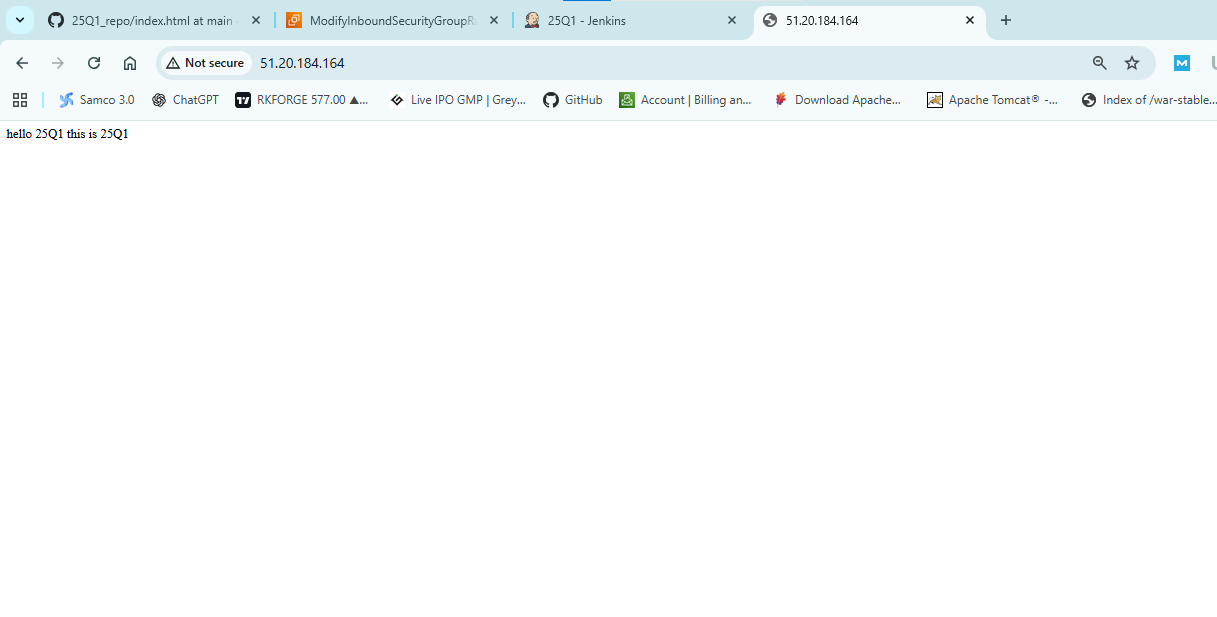 25Q1_repo/index.html at main
ModifyInboundSecurityGroupRu
25Q1 - Jenkins
51.20.184.164
Not secure
51.20.184.164
Samco 3.0
ChatGPT
RKFORGE 577.00 ▲...
Live IPO GMP | Grey...
GitHub
Account | Billing an...
Download Apache...
Apache Tomcat® -...
Index of /war-stable...
hello 25Q1 this is 25Q1